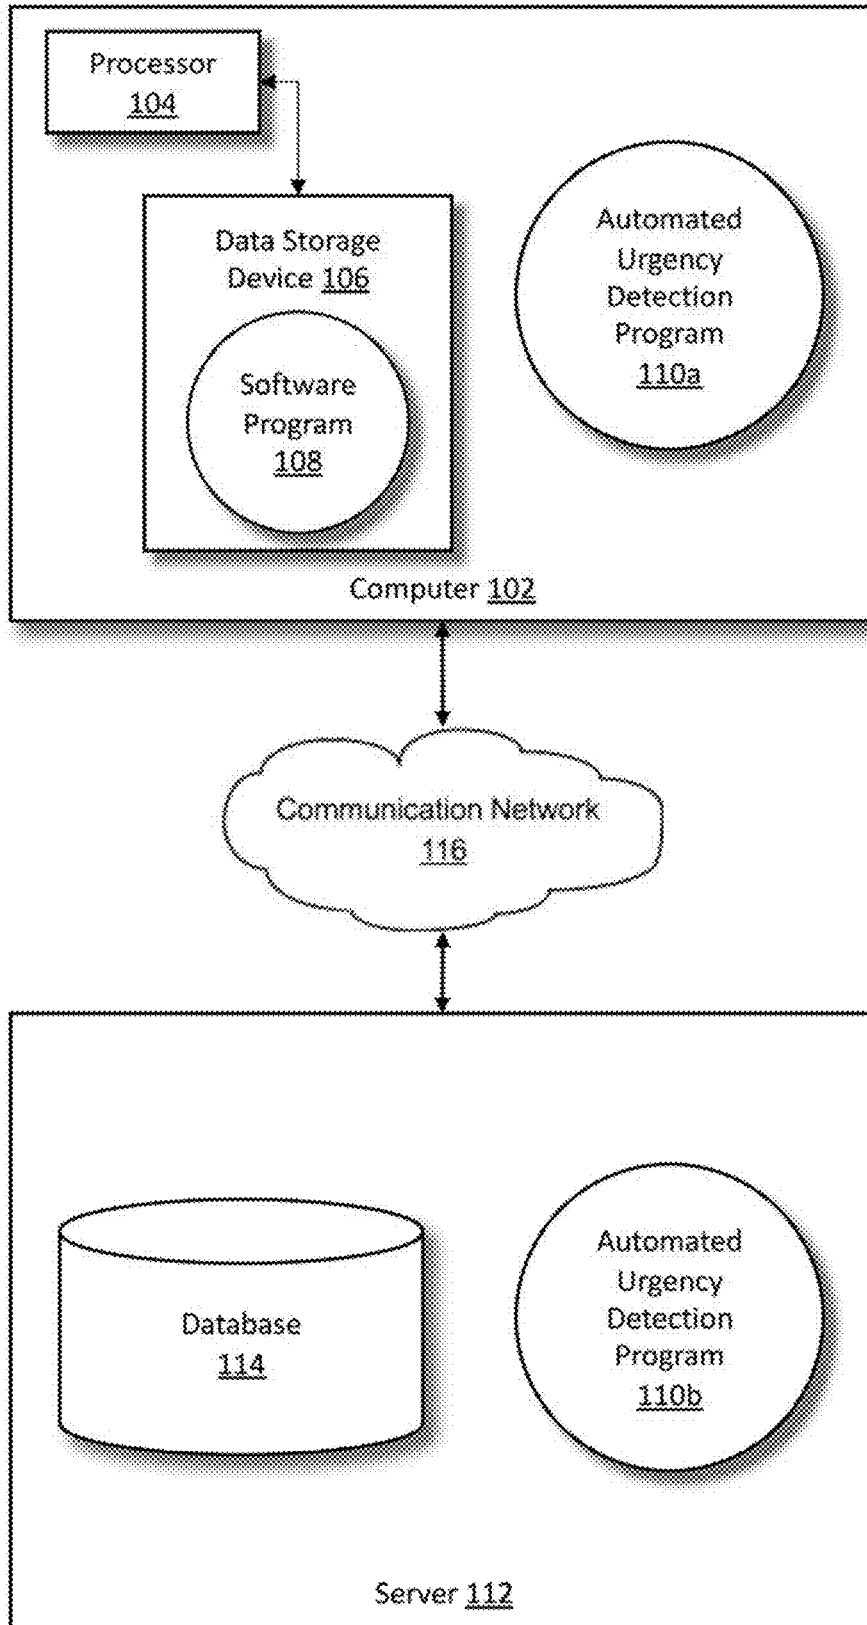 Processor
104
Data Storage
Device 106
Software
Program
108
Automated
Urgency
Detection
Program
110a
Computer 102
Communication Network
116
Database
114
Automated
Urgency
Detection
Program
110b
Server 112